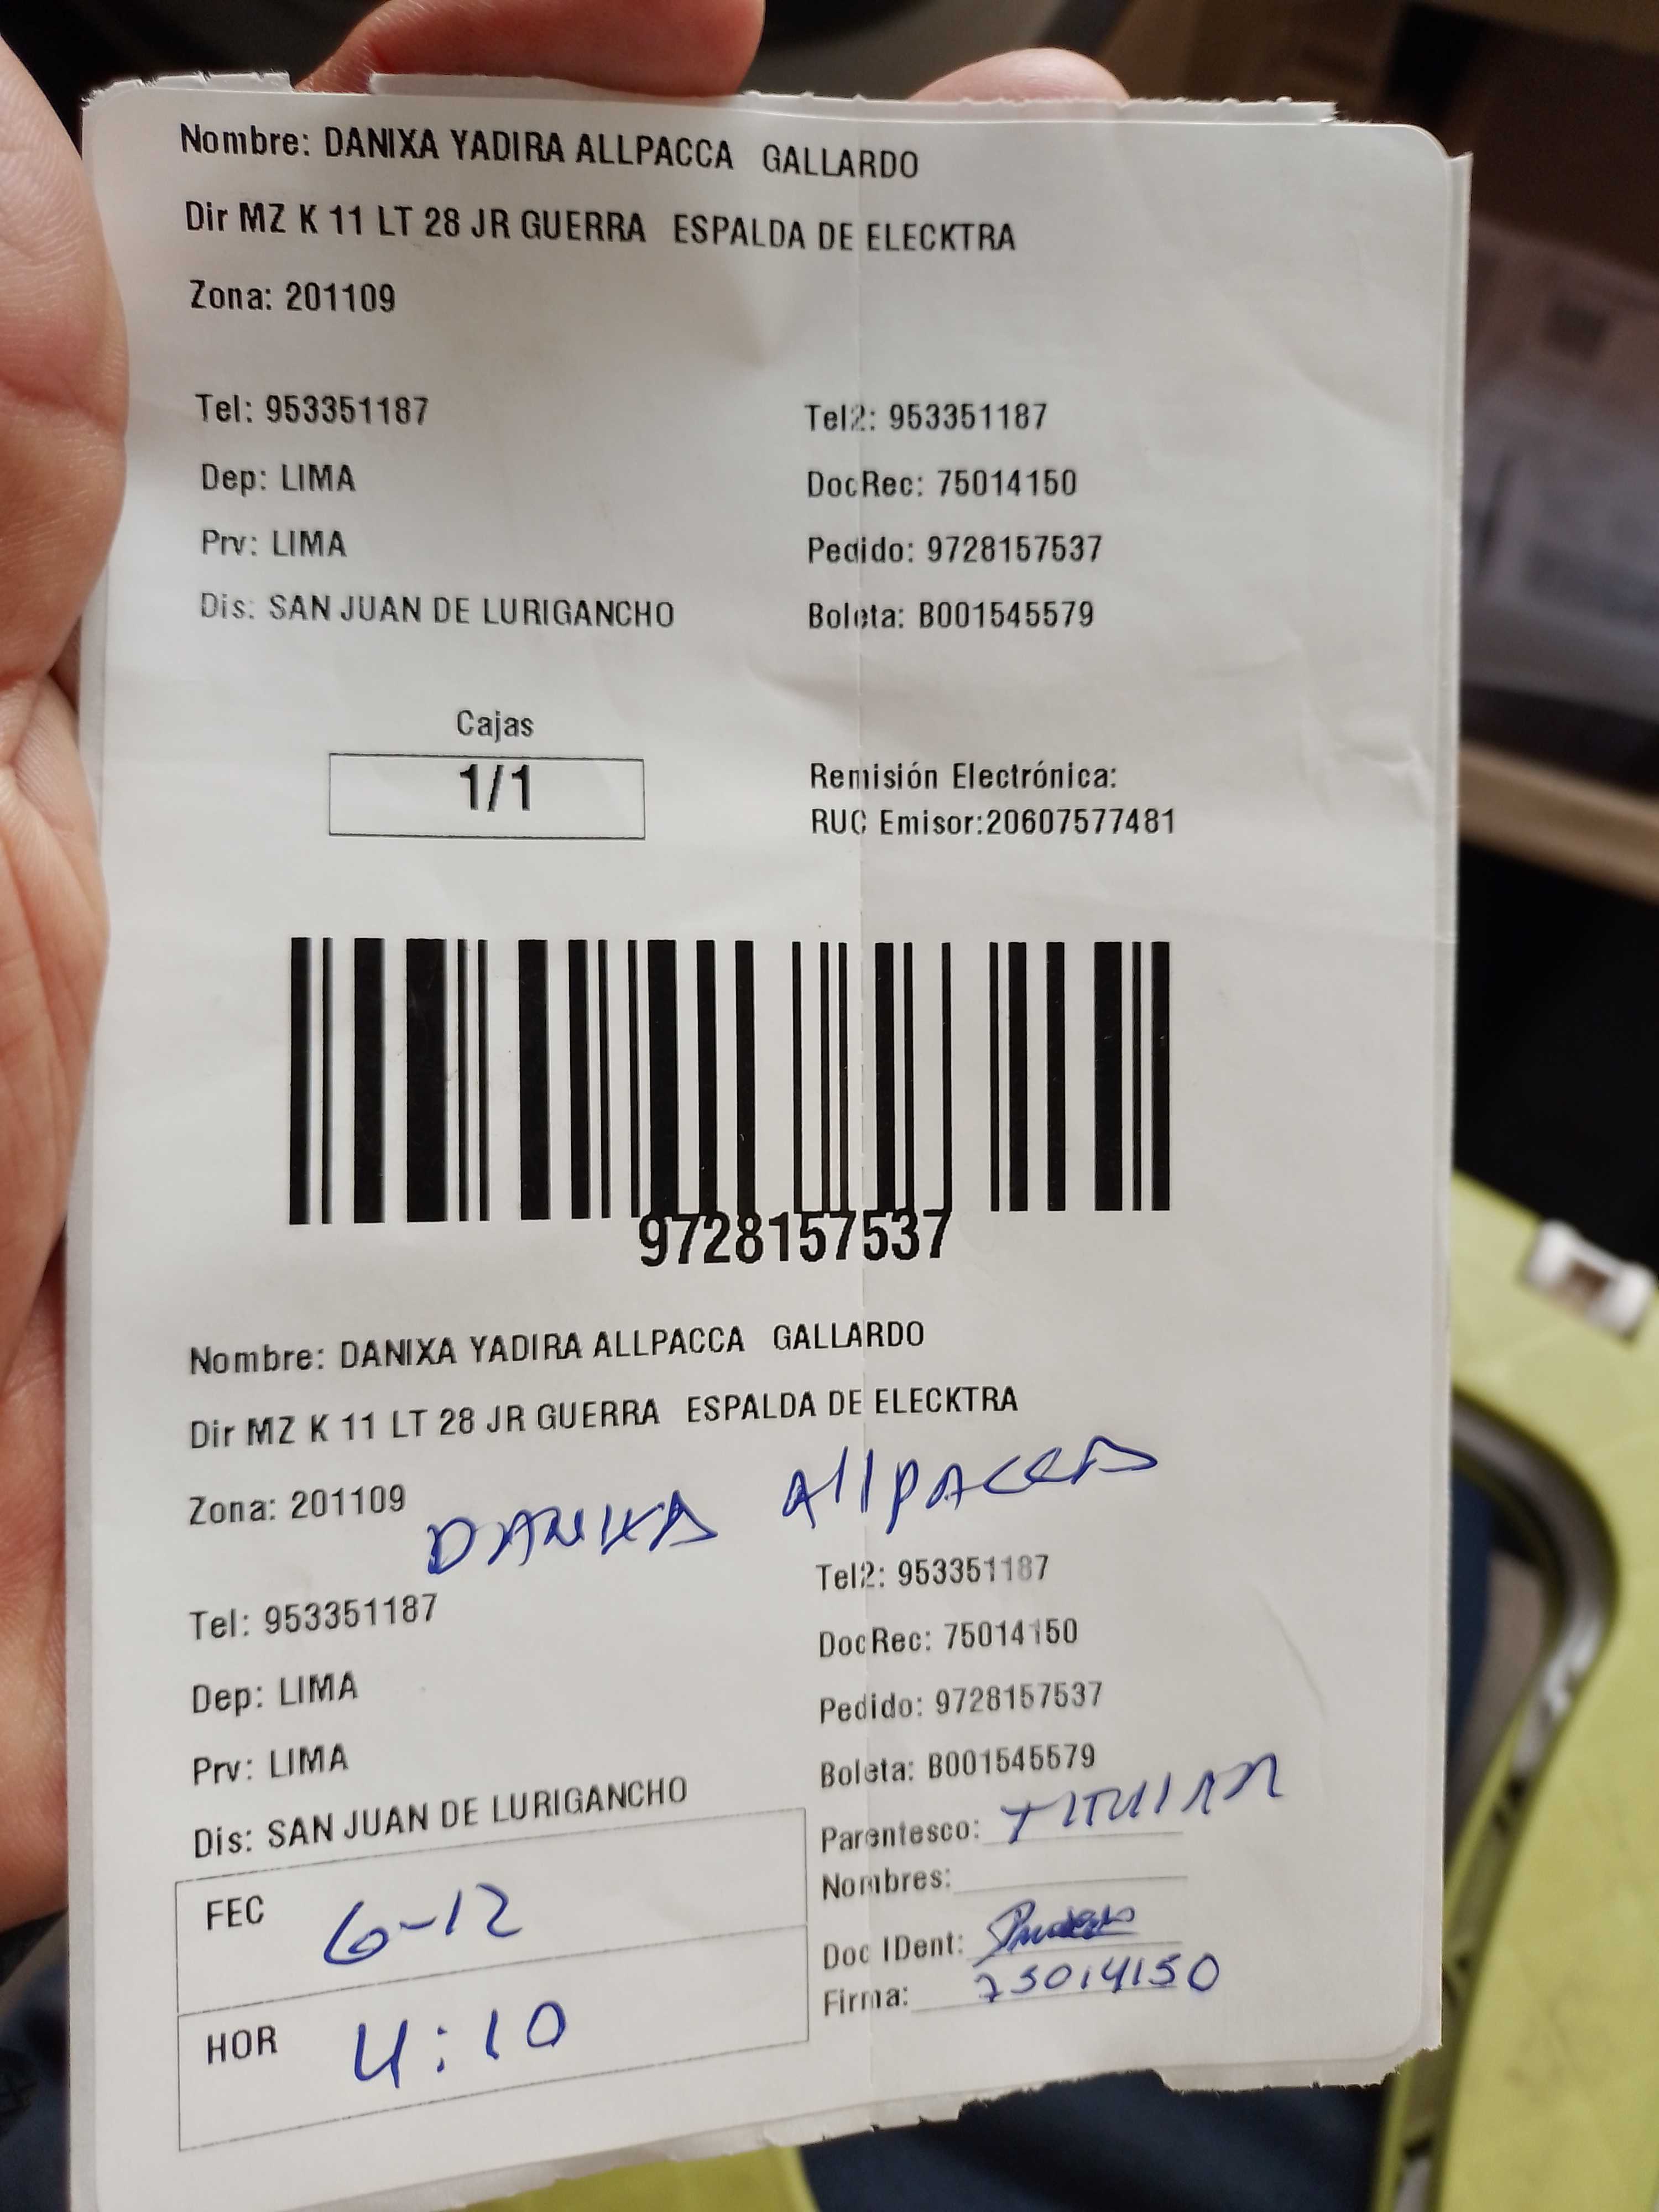 Nombre: DANIXA YADIRA ALLPACCA GALLARDO
Dir MZ K 11 LT 28 JR GUERRA ESPALDA DE ELECKTRA
Zona: 201109
Tel: 953351187 Tel2: 953351187
Dep: LIMA DocRec: 75014150
Prv: LIMA Pedido: 9728157537
Dis: SAN JUAN DE LURIGANCHO Boleta: B001545579
Cajas
1/1
Remisión Electrónica:
RUC Emisor:20607577481
9728157537
Nombre: DANIXA YADIRA ALLPACCA GALLARDO
Dir MZ K 11 LT 28 JR GUERRA ESPALDA DE ELECKTRA
Zona: 201109
DANIXA AllPACCA
Tel: 953351187 Tel2: 953351187
Dep: LIMA DocRec: 75014150
Prv: LIMA Pedido: 9728157537
Dis: SAN JUAN DE LURIGANCHO Boleta: B001545579
Parentesco: TITULAR
Nombres:
Doc IDent:
Firma: 75014150
FEC 6-12
HOR 4:10